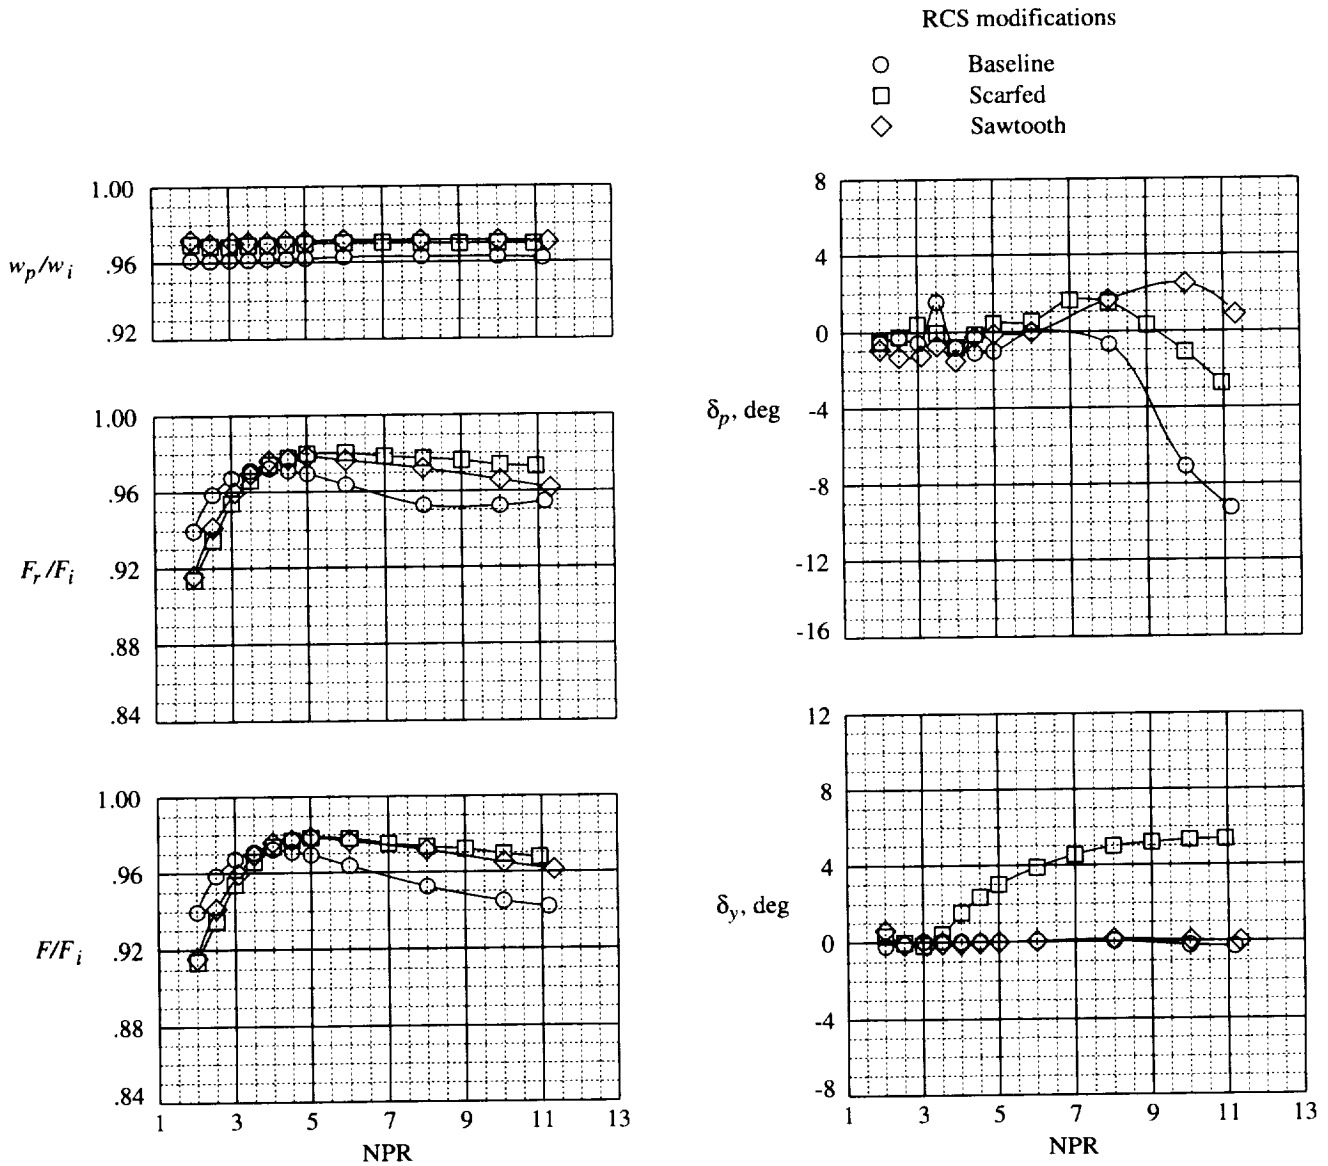 RCS modifications
Baseline
Scarfed
Sawtooth
1.00
w_p/w_i
.96
.92
1.00
.96
F_r/F_i
.92
.88
.84
1.00
.96
F/F_i
.92
.88
.84
1 3 5 7 9 11 13
NPR
8
4
0
δ_p, deg
-4
-8
-12
-16
12
8
4
δ_y, deg
0
-4
-8
1 3 5 7 9 11 13
NPR